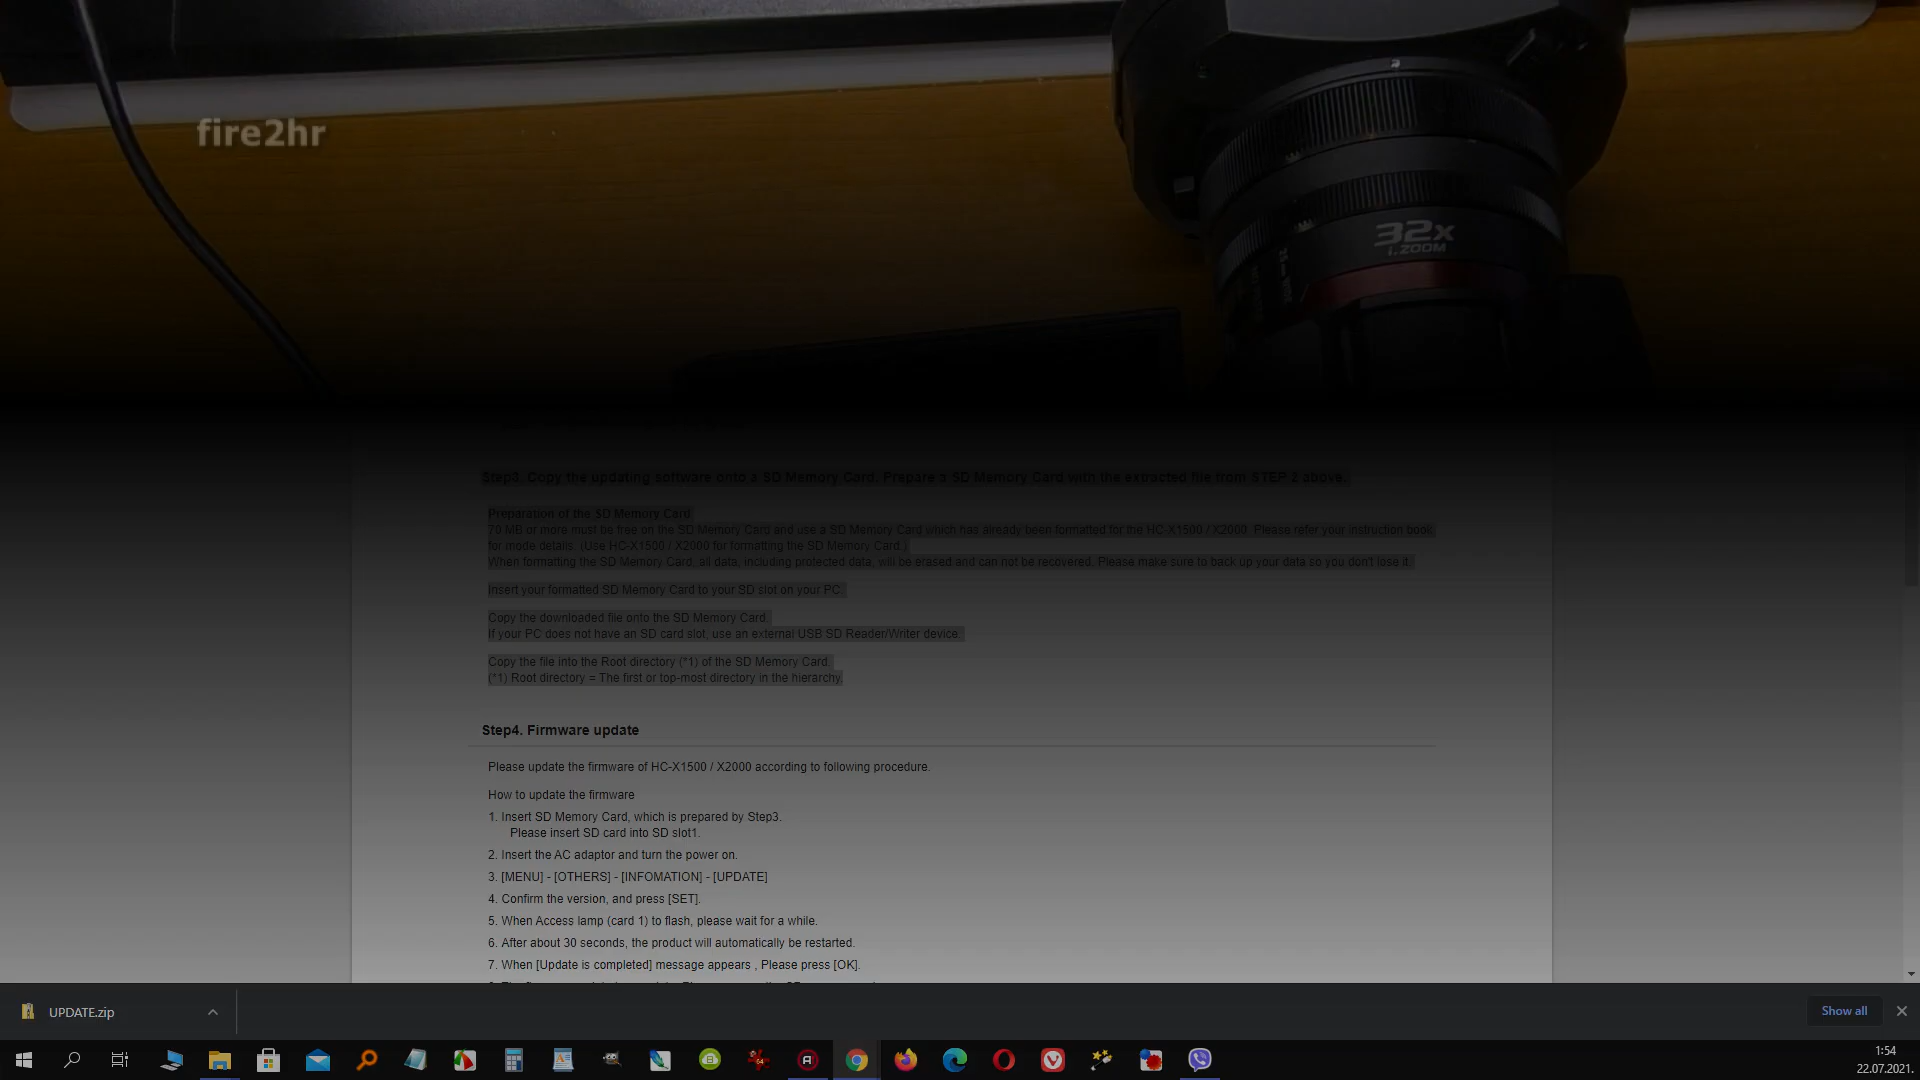 fire2hr
32x
i.ZOOM
Step3. Copy the updating software onto a SD Memory Card. Prepare a SD Memory Card with the extracted file from STEP 2 above.
Preparation of the SD Memory Card
70 MB or more must be free on the SD Memory Card and use a SD Memory Card which has already been formatted for the HC-X1500 / X2000. Please refer your instruction book
for mode details. (Use HC-X1500 / X2000 for formatting the SD Memory Card.)
When formatting the SD Memory Card, all data, including protected data, will be erased and can not be recovered. Please make sure to back up your data so you don't lose it.
Insert your formatted SD Memory Card to your SD slot on your PC.
Copy the downloaded file onto the SD Memory Card.
If your PC does not have an SD card slot, use an external USB SD Reader/Writer device.
Copy the file into the Root directory (*1) of the SD Memory Card.
(*1) Root directory = The first or top-most directory in the hierarchy.
Step4. Firmware update
Please update the firmware of HC-X1500 / X2000 according to following procedure.
How to update the firmware
1. Insert SD Memory Card, which is prepared by Step3.
Please insert SD card into SD slot1.
2. Insert the AC adaptor and turn the power on.
3. [MENU] - [OTHERS] - [INFOMATION] - [UPDATE]
4. Confirm the version, and press [SET].
5. When Access lamp (card 1) to flash, please wait for a while.
6. After about 30 seconds, the product will automatically be restarted.
7. When [Update is completed] message appears , Please press [OK].
UPDATE.zip
Show all
1:54
22.07.2021.